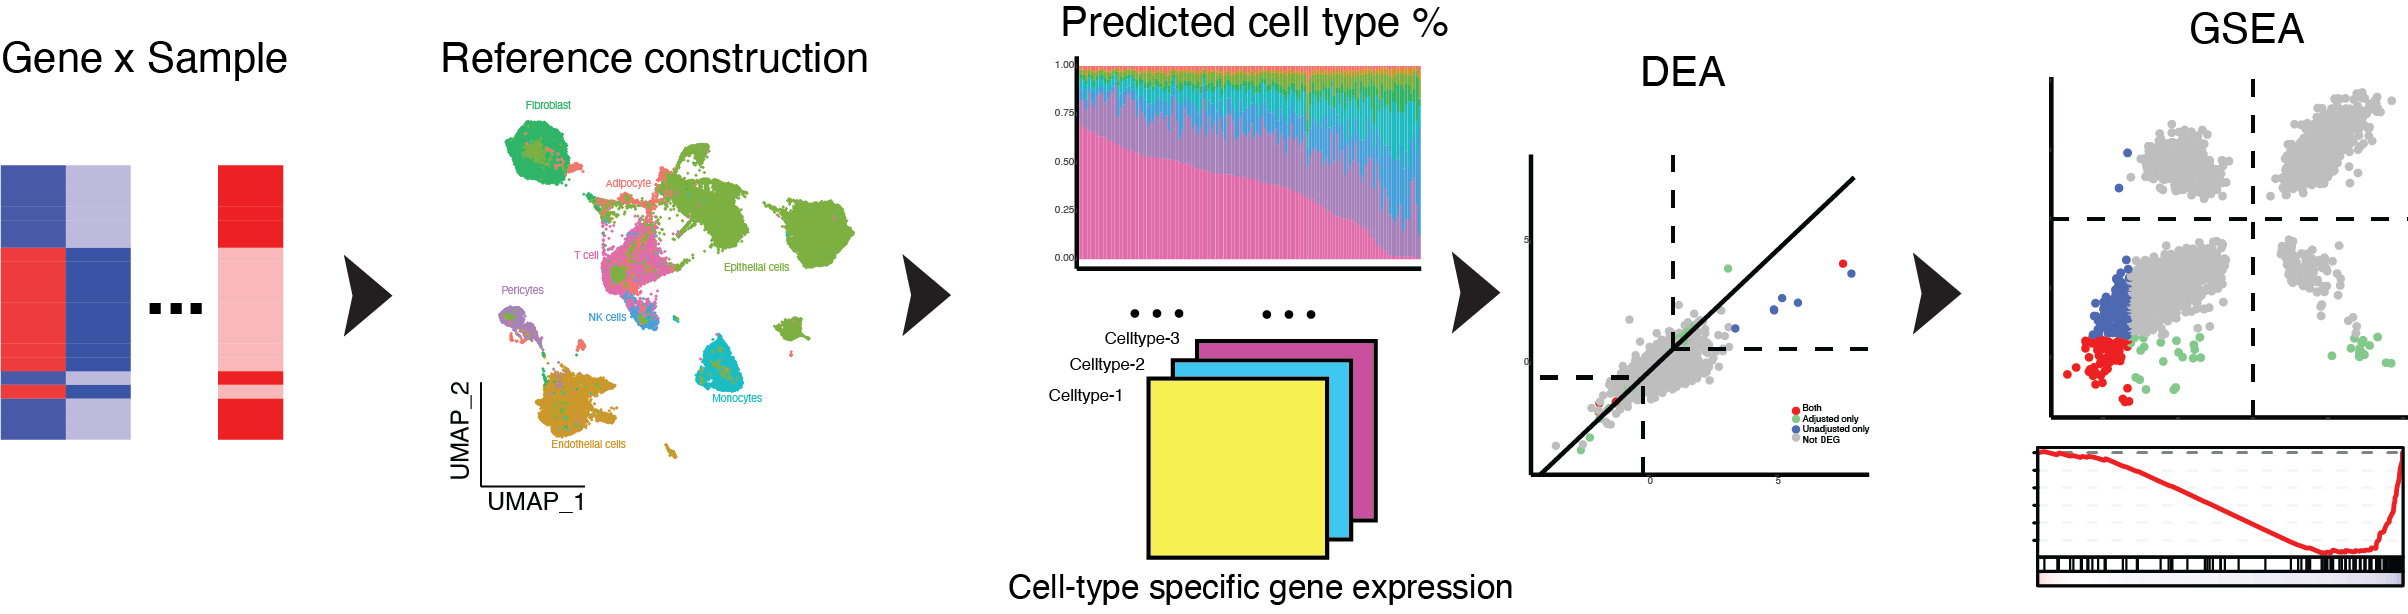 Gene x Sample
Reference construction
Fibroblast
Adipocyte
T cell
Epithelial cells
Pericytes
NK cells
Monocytes
Endothelial cells
UMAP_2
UMAP_1
Predicted cell type %
1.00
0.75
0.50
0.25
0.00
Celltype-3
Celltype-2
Celltype-1
Cell-type specific gene expression
DEA
5
0
Both
Adjusted only
Unadjusted only
Not DEG
0
5
GSEA